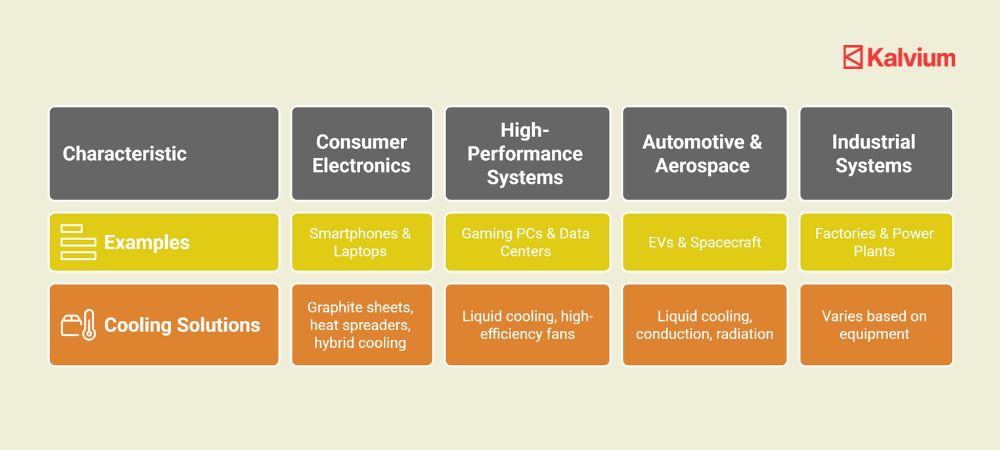 Kalvium
Characteristic
Consumer
Electronics
High-
Performance
Systems
Automotive &
Aerospace
Industrial
Systems
Examples
Smartphones &
Laptops
Gaming PCs & Data
Centers
EVs & Spacecraft
Factories & Power
Plants
Cooling Solutions
Graphite sheets,
heat spreaders,
hybrid cooling
Liquid cooling, high-
efficiency fans
Liquid cooling,
conduction, radiation
Varies based on
equipment